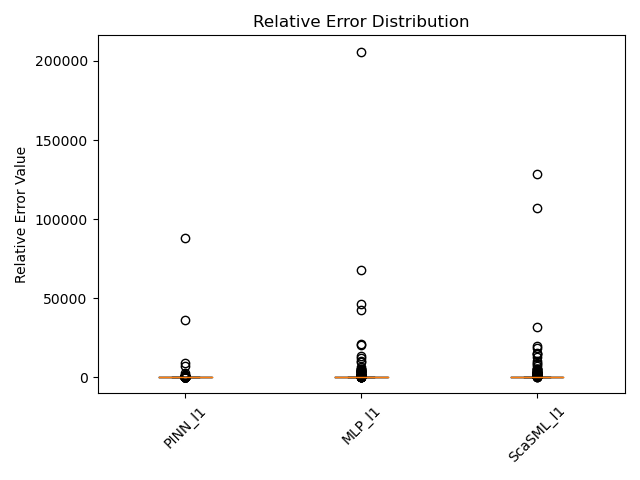 Relative Error Distribution
Relative Error Value
200000
150000
100000
50000
0
PINN_l1
MLP_l1
ScaSML_l1